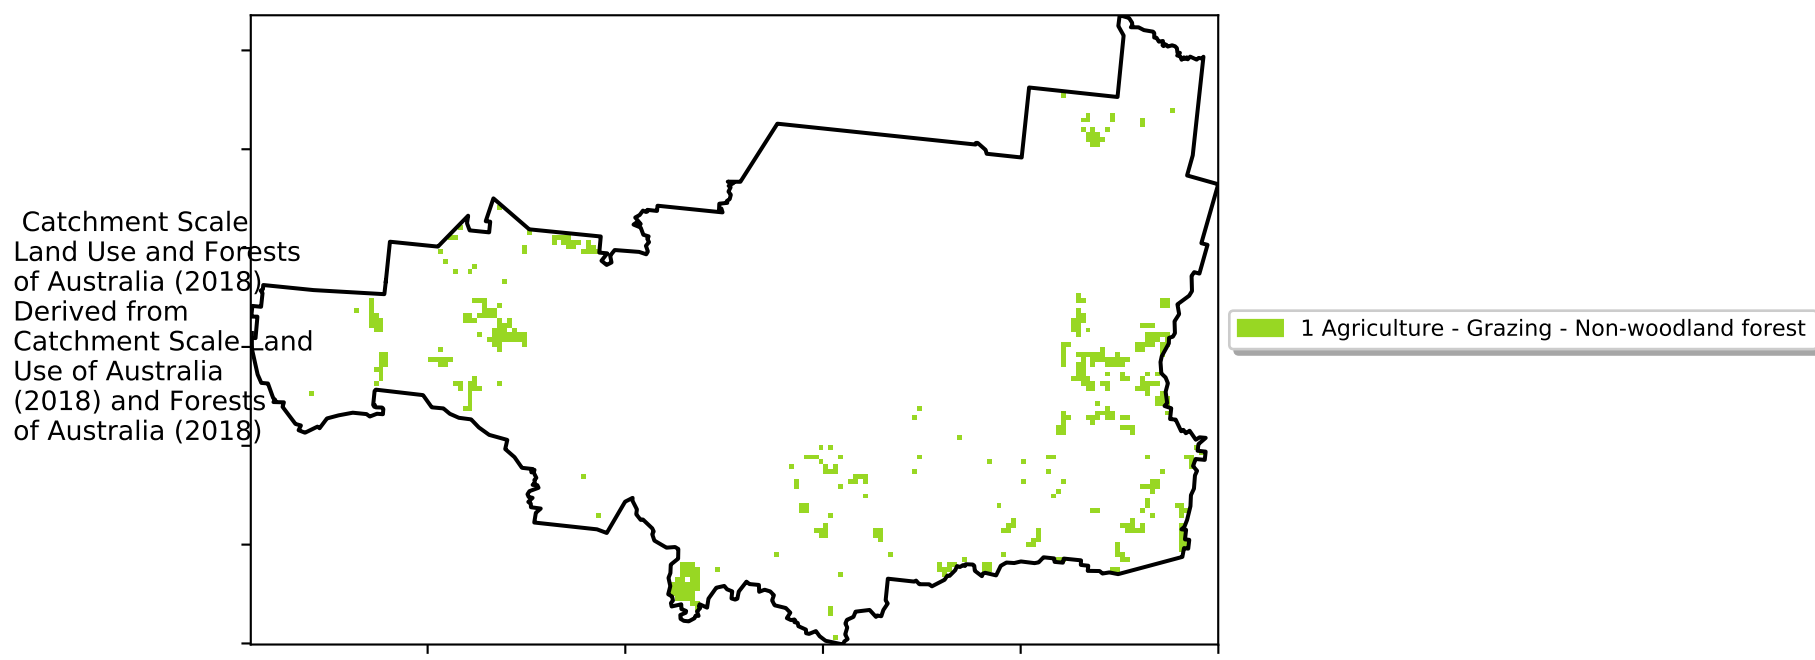 Catchment Scale
Land Use and Forests
of Australia (2018)
Derived from
Catchment Scale Land
Use of Australia
(2018) and Forests
of Australia (2018)
1 Agriculture - Grazing - Non-woodland forest